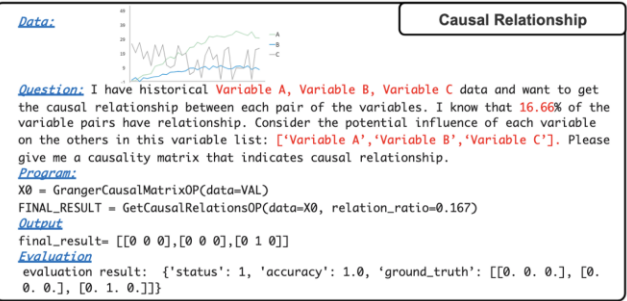 Causal Relationship
Data:
40
30
20
10
0
A
B
C
Question: I have historical Variable A, Variable B, Variable C data and want to get
the causal relationship between each pair of the variables. I know that 16.66% of the
variable pairs have relationship. Consider the potential influence of each variable
on the others in this variable list: [‘Variable A’,‘Variable B’,‘Variable C’]. Please
give me a causality matrix that indicates causal relationship.
Program:
X0 = GrangerCausalMatrixOP(data=VAL)
FINAL_RESULT = GetCausalRelationsOP(data=X0, relation_ratio=0.167)
Output
final_result= [[0 0 0],[0 0 0],[0 1 0]]
Evaluation
evaluation result:  {'status': 1, 'accuracy': 1.0, ‘ground_truth’: [[0. 0. 0.], [0.
0. 0.], [0. 1. 0.]]}